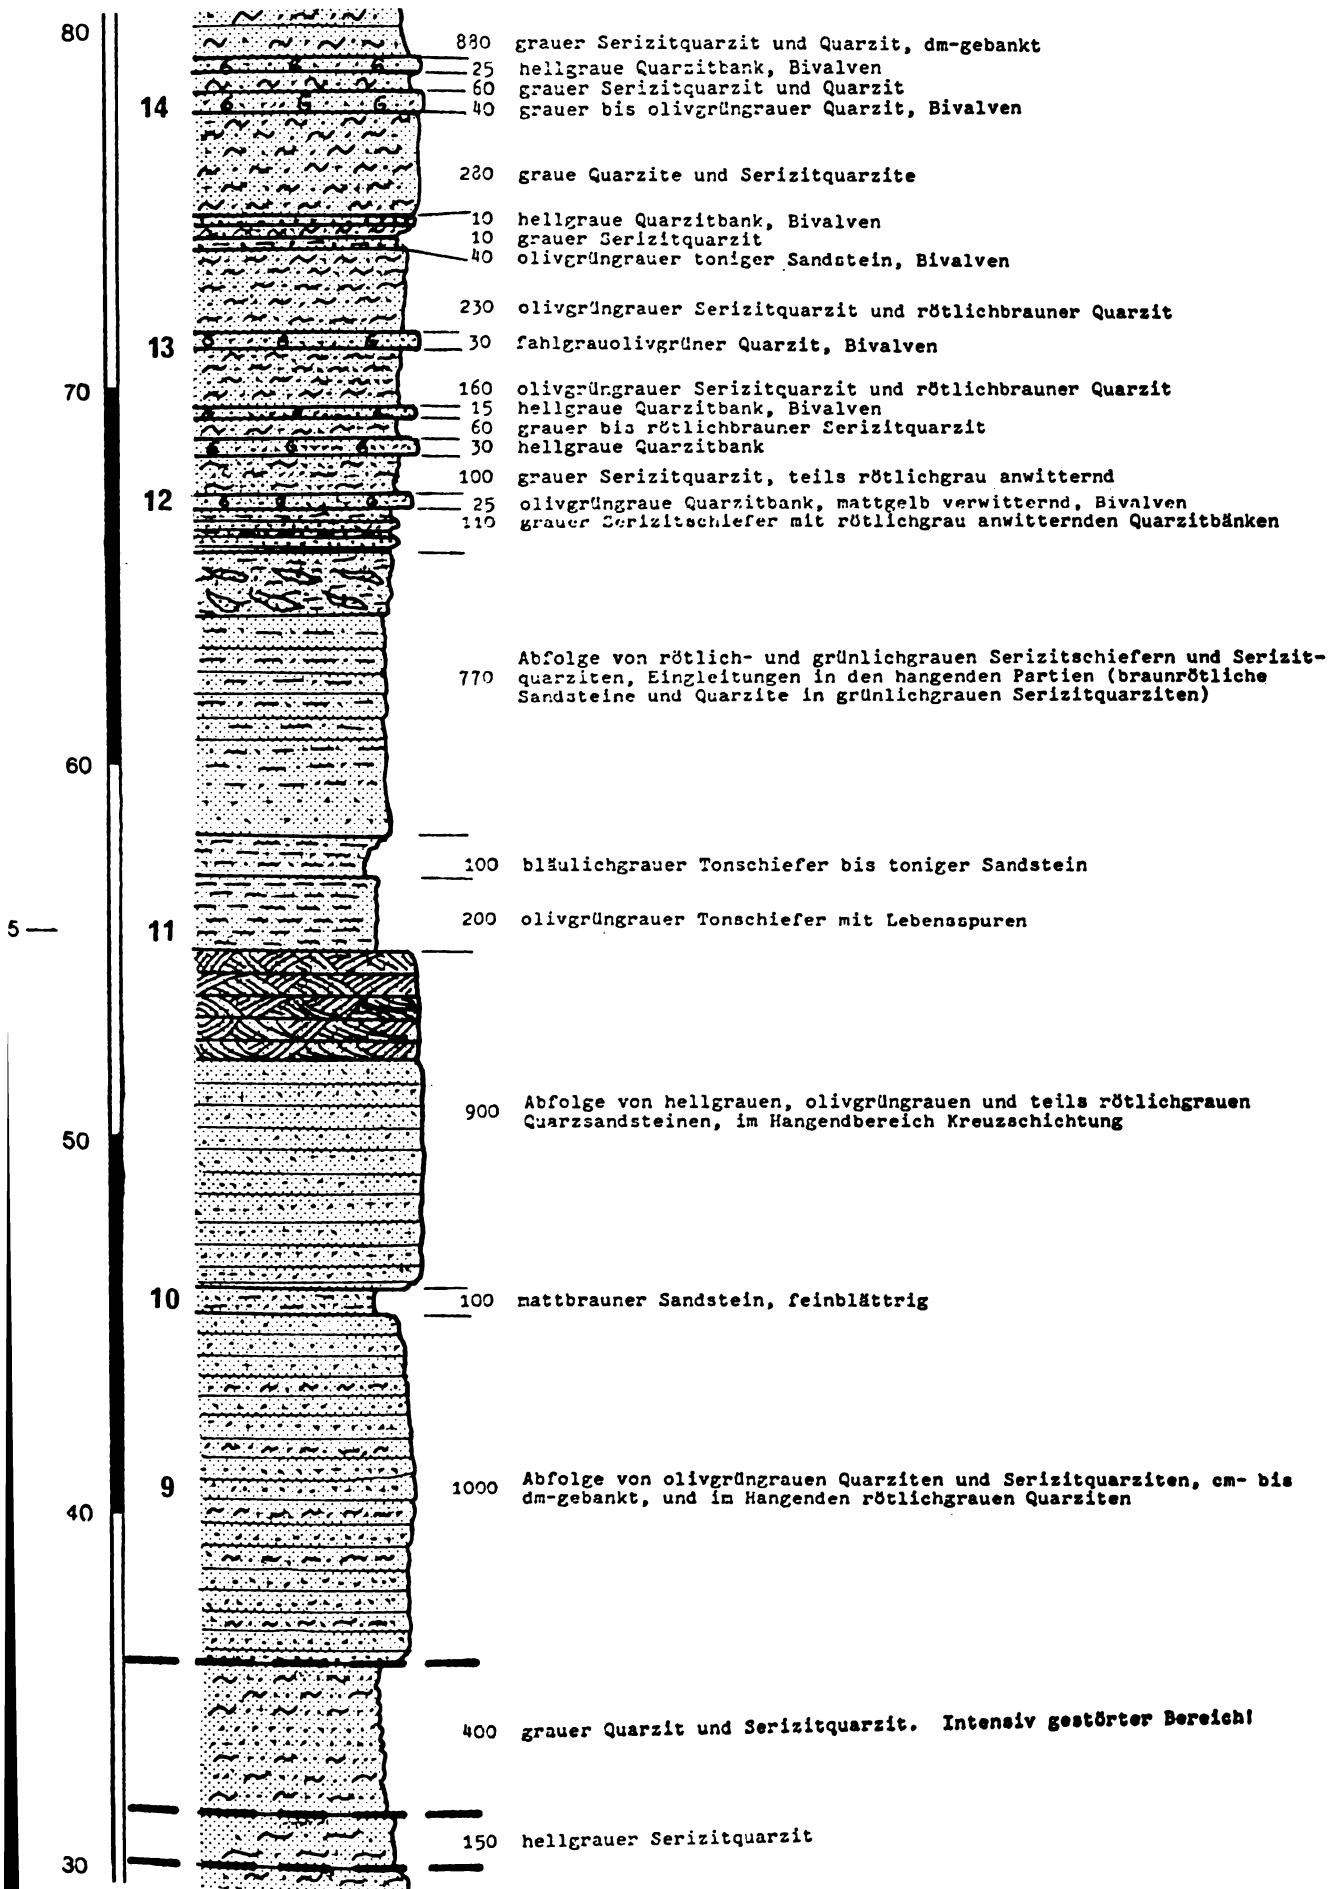 80
880 grauer Serizitquarzit und Quarzit, dm-gebankt
25 hellgraue Quarzitbank, Bivalven
60 grauer Serizitquarzit und Quarzit
14
40 grauer bis olivgrüngrauer Quarzit, Bivalven
280 graue Quarzite und Serizitquarzite
10 hellgraue Quarzitbank, Bivalven
10 grauer Serizitquarzit
40 olivgrüngrauer toniger Sandstein, Bivalven
230 olivgrüngrauer Serizitquarzit und rötlichbrauner Quarzit
13
30 fahlgrauolivgrüner Quarzit, Bivalven
70
160 olivgrüngrauer Serizitquarzit und rötlichbrauner Quarzit
15 hellgraue Quarzitbank, Bivalven
60 grauer bis rötlichbrauner Serizitquarzit
30 hellgraue Quarzitbank
100 grauer Serizitquarzit, teils rötlichgrau anwitternd
12
25 olivgrüngraue Quarzitbank, mattgelb verwitternd, Bivalven
110 grauer Serizitschiefer mit rötlichgrau anwitternden Quarzitbänken
770 Abfolge von rötlich- und grünlichgrauen Serizitschiefern und Serizit-
quarziten, Eingleitungen in den hangenden Partien (braunrötliche
Sandsteine und Quarzite in grünlichgrauen Serizitquarziten)
60
100 bläulichgrauer Tonschiefer bis toniger Sandstein
5
11
200 olivgrüngrauer Tonschiefer mit Lebensspuren
900 Abfolge von hellgrauen, olivgrüngrauen und teils rötlichgrauen
Quarzsandsteinen, im Hangendbereich Kreuzschichtung
50
10
100 mattbrauner Sandstein, feinblättrig
9
1000 Abfolge von olivgrüngrauen Quarziten und Serizitquarziten, cm- bis
dm-gebankt, und im Hangenden rötlichgrauen Quarziten
40
400 grauer Quarzit und Serizitquarzit. Intensiv gestörter Bereich!
150 hellgrauer Serizitquarzit
30